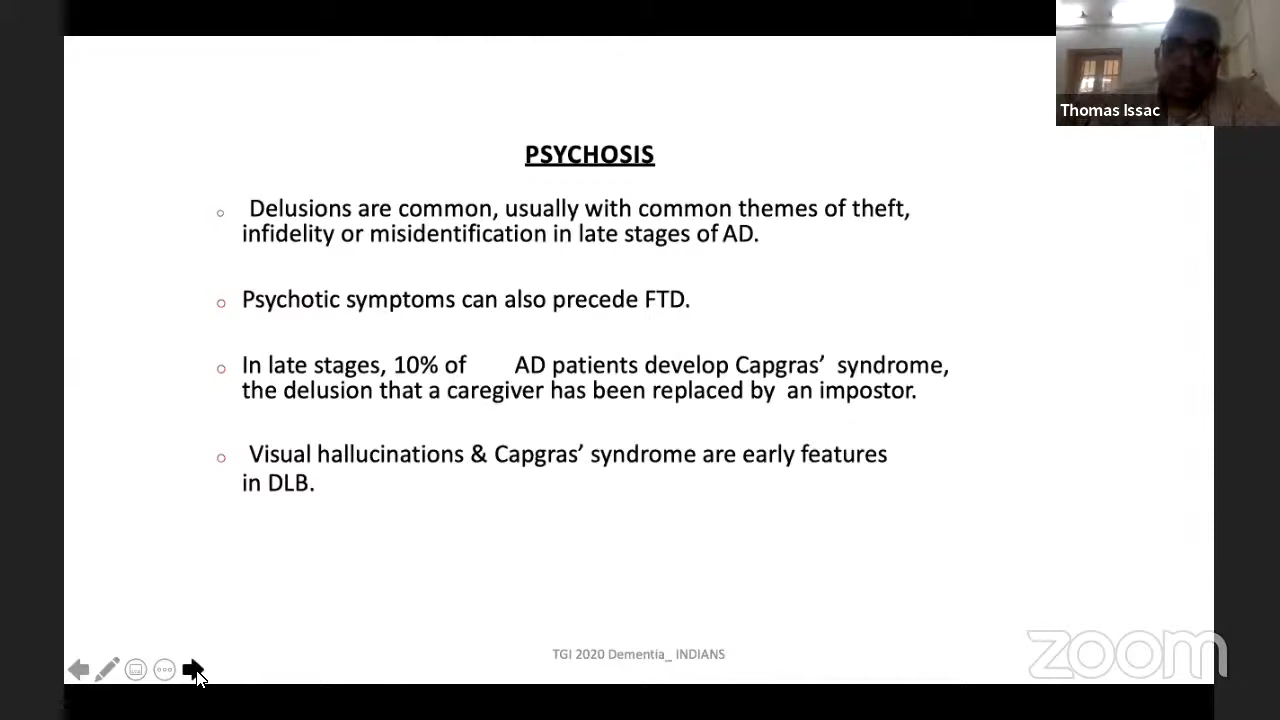 Thomas Issac
PSYCHOSIS
Delusions are common, usually with common themes of theft,
infidelity or misidentification in late stages of AD.
Psychotic symptoms can also precede FTD.
In late stages, 10% of AD patients develop Capgras’ syndrome,
the delusion that a caregiver has been replaced by an impostor.
Visual hallucinations & Capgras’ syndrome are early features
in DLB.
TGI 2020 Dementia_ INDIANS
zoom